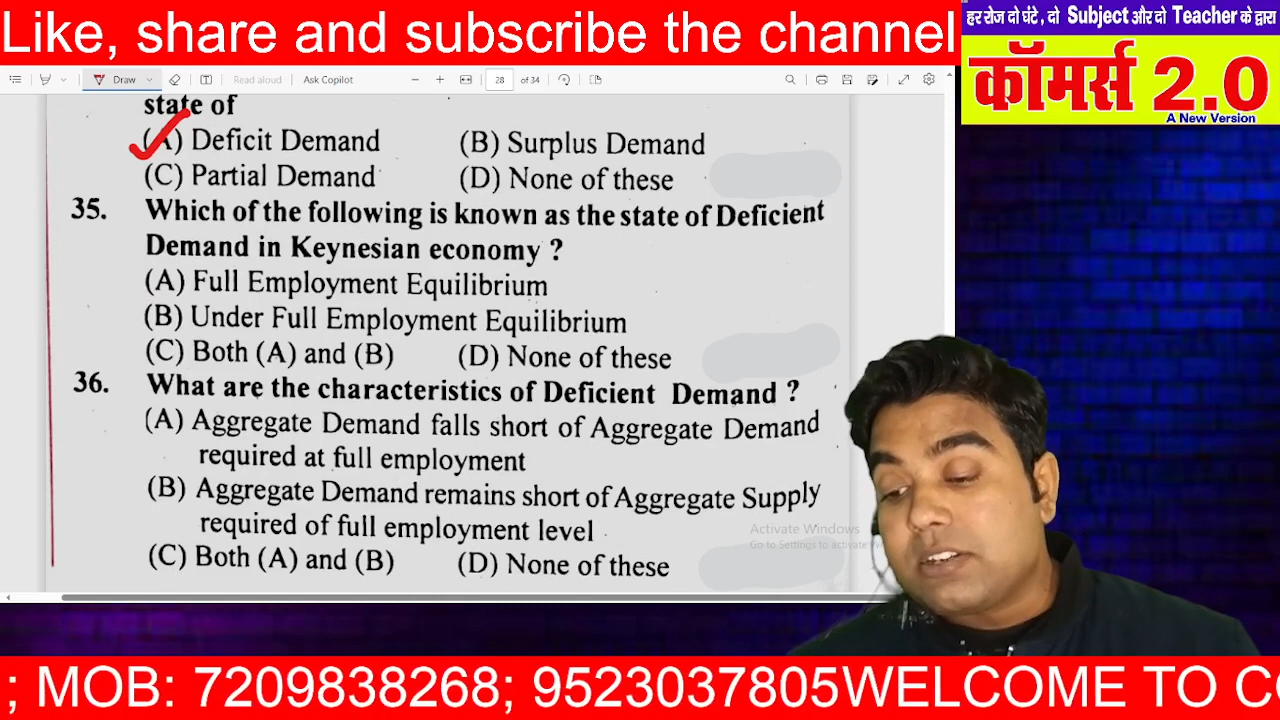 Like, share and subscribe the channel
हर रोज दो घंटे, दो Subject और दो Teacher के द्वारा
कॉमर्स 2.0
A New Version
Draw
Read aloud
Ask Copilot
28 of 34
state of
(A) Deficit Demand (B) Surplus Demand
(C) Partial Demand (D) None of these
35. Which of the following is known as the state of Deficient
Demand in Keynesian economy ?
(A) Full Employment Equilibrium
(B) Under Full Employment Equilibrium
(C) Both (A) and (B) (D) None of these
36. What are the characteristics of Deficient Demand ?
(A) Aggregate Demand falls short of Aggregate Demand
required at full employment
(B) Aggregate Demand remains short of Aggregate Supply
required of full employment level
(C) Both (A) and (B) (D) None of these
Activate Windows
Go to Settings to activate
; MOB: 7209838268; 9523037805WELCOME TO C